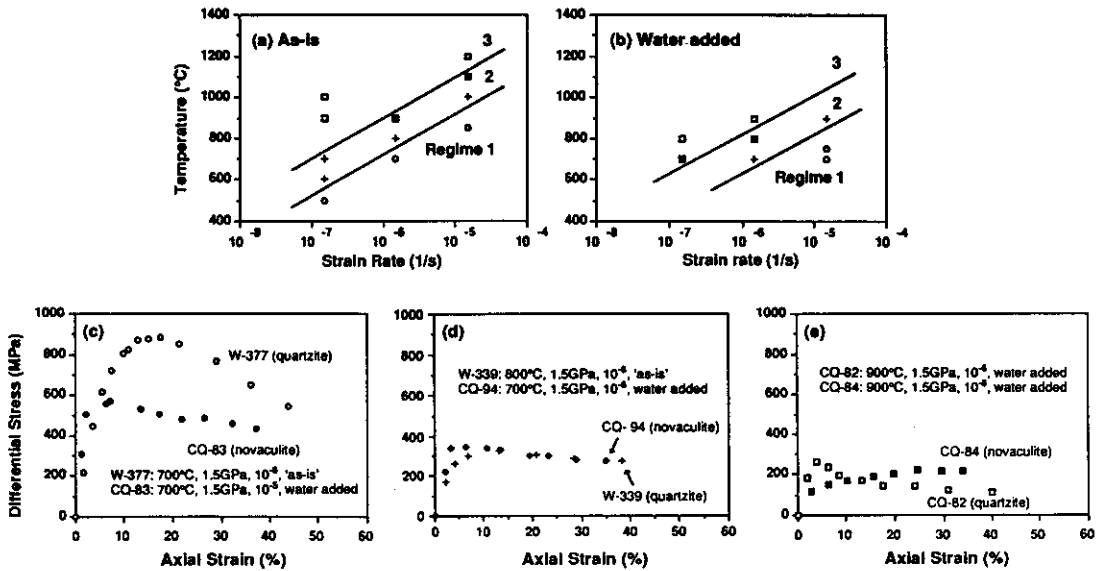 (a) As-is
3
2
Regime 1
1400
1200
1000
800
600
400
10⁻⁸
10⁻⁷
10⁻⁶
10⁻⁵
10⁻⁴
Temperature (°C)
Strain Rate (1/s)
(b) Water added
3
2
Regime 1
1400
1200
1000
800
600
400
10⁻⁸
10⁻⁷
10⁻⁶
10⁻⁵
10⁻⁴
Strain rate (1/s)
(c)
W-377 (quartzite)
CQ-83 (novaculite)
W-377: 700°C, 1.5GPa, 10⁻⁶, 'as-is'
CQ-83: 700°C, 1.5GPa, 10⁻⁵, water added
1000
800
600
400
200
0
0
10
20
30
40
50
60
Differential Stress (MPa)
Axial Strain (%)
(d)
W-339: 800°C, 1.5GPa, 10⁻⁶, 'as-is'
CQ-94: 700°C, 1.5GPa, 10⁻⁶, water added
CQ- 94 (novaculite)
W-339 (quartzite)
1000
800
600
400
200
0
0
10
20
30
40
50
60
Axial Strain (%)
(e)
CQ-82: 900°C, 1.5GPa, 10⁻⁶, water added
CQ-84: 900°C, 1.5GPa, 10⁻⁶, water added
CQ-84 (novaculite)
CQ-82 (quartzite)
1000
800
600
400
200
0
0
10
20
30
40
50
60
Axial Strain (%)